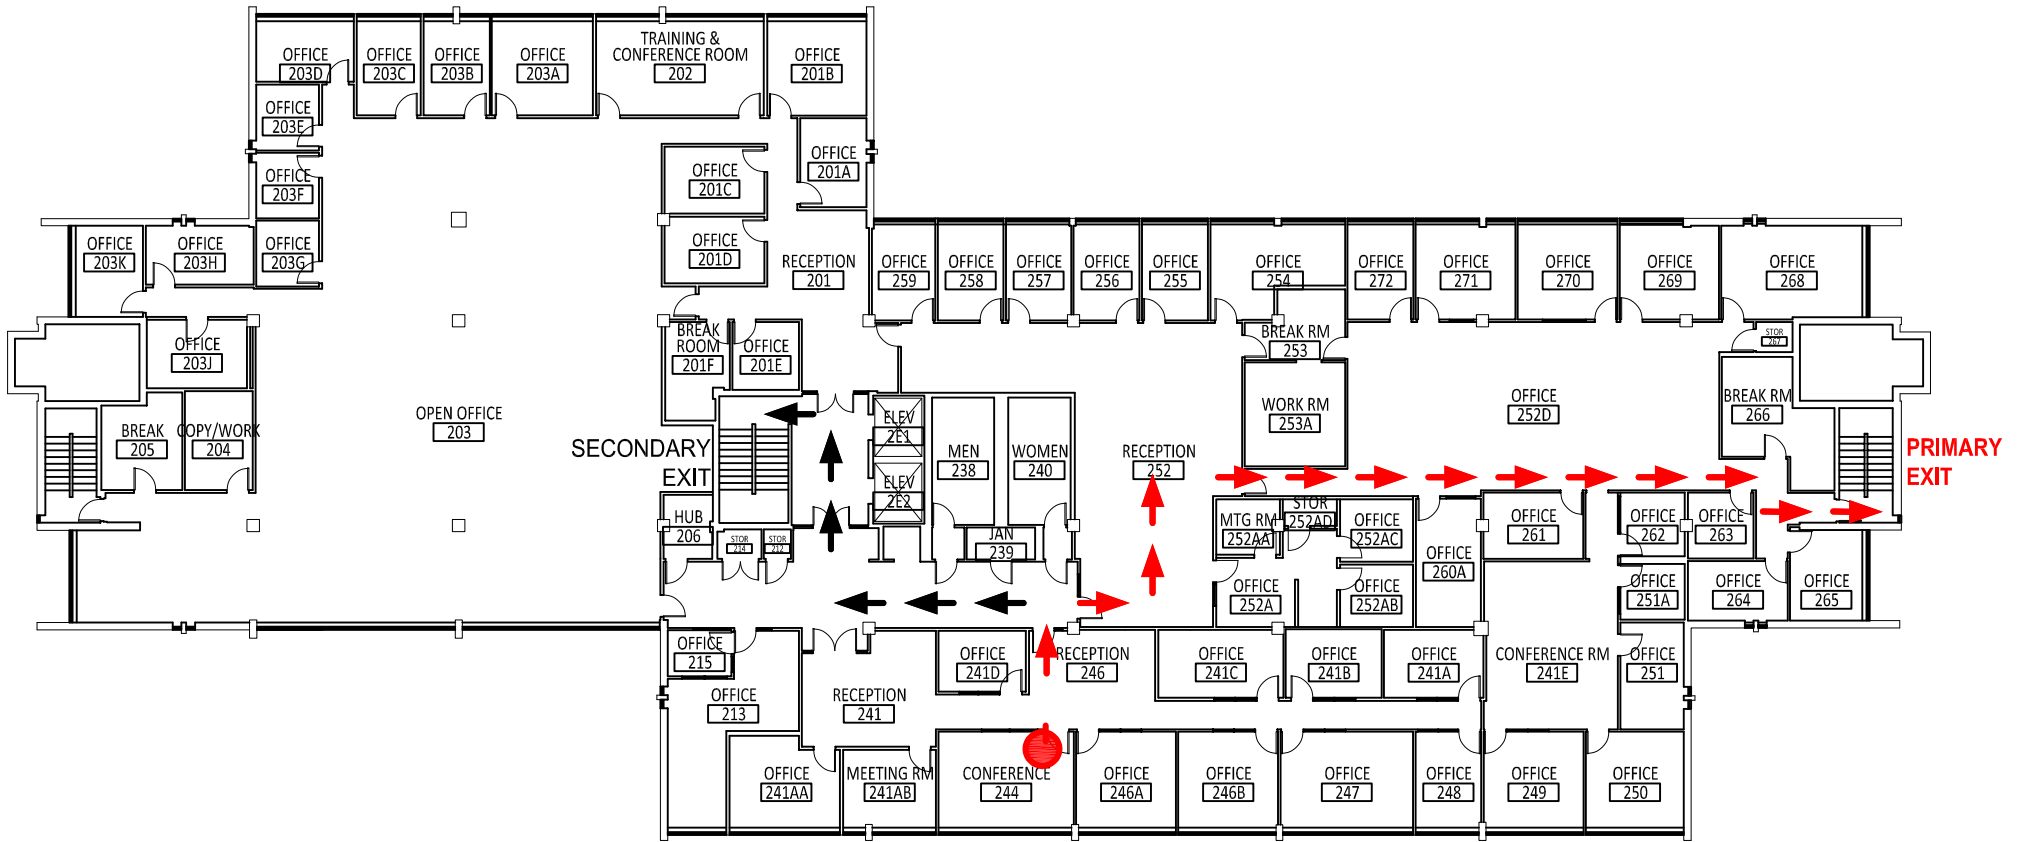 OFFICE
203D
OFFICE
203C
OFFICE
203B
OFFICE
203A
TRAINING &
CONFERENCE ROOM
202
OFFICE
201B
OFFICE
203E
OFFICE
203F
OFFICE
203G
OFFICE
203K
OFFICE
203H
OFFICE
203J
OFFICE
201A
OFFICE
201C
OFFICE
201D
RECEPTION
201
OFFICE
259
OFFICE
258
OFFICE
257
OFFICE
256
OFFICE
255
OFFICE
254
OFFICE
272
OFFICE
271
OFFICE
270
OFFICE
269
OFFICE
268
BREAK
ROOM
201F
OFFICE
201E
BREAK RM
253
STOR
267
BREAK
205
COPY/WORK
204
OPEN OFFICE
203
SECONDARY
EXIT
ELEV
2E1
ELEV
2E2
MEN
238
WOMEN
240
RECEPTION
252
WORK RM
253A
OFFICE
252D
BREAK RM
266
PRIMARY
EXIT
HUB
206
STOR
214
STOR
212
JAN
239
MTG RM
252AA
STOR
252AD
OFFICE
252AC
OFFICE
252A
OFFICE
252AB
OFFICE
260A
OFFICE
261
OFFICE
262
OFFICE
263
OFFICE
251A
OFFICE
264
OFFICE
265
OFFICE
215
OFFICE
213
RECEPTION
241
OFFICE
241D
RECEPTION
246
OFFICE
241C
OFFICE
241B
OFFICE
241A
CONFERENCE RM
241E
OFFICE
251
OFFICE
241AA
MEETING RM
241AB
CONFERENCE
244
OFFICE
246A
OFFICE
246B
OFFICE
247
OFFICE
248
OFFICE
249
OFFICE
250